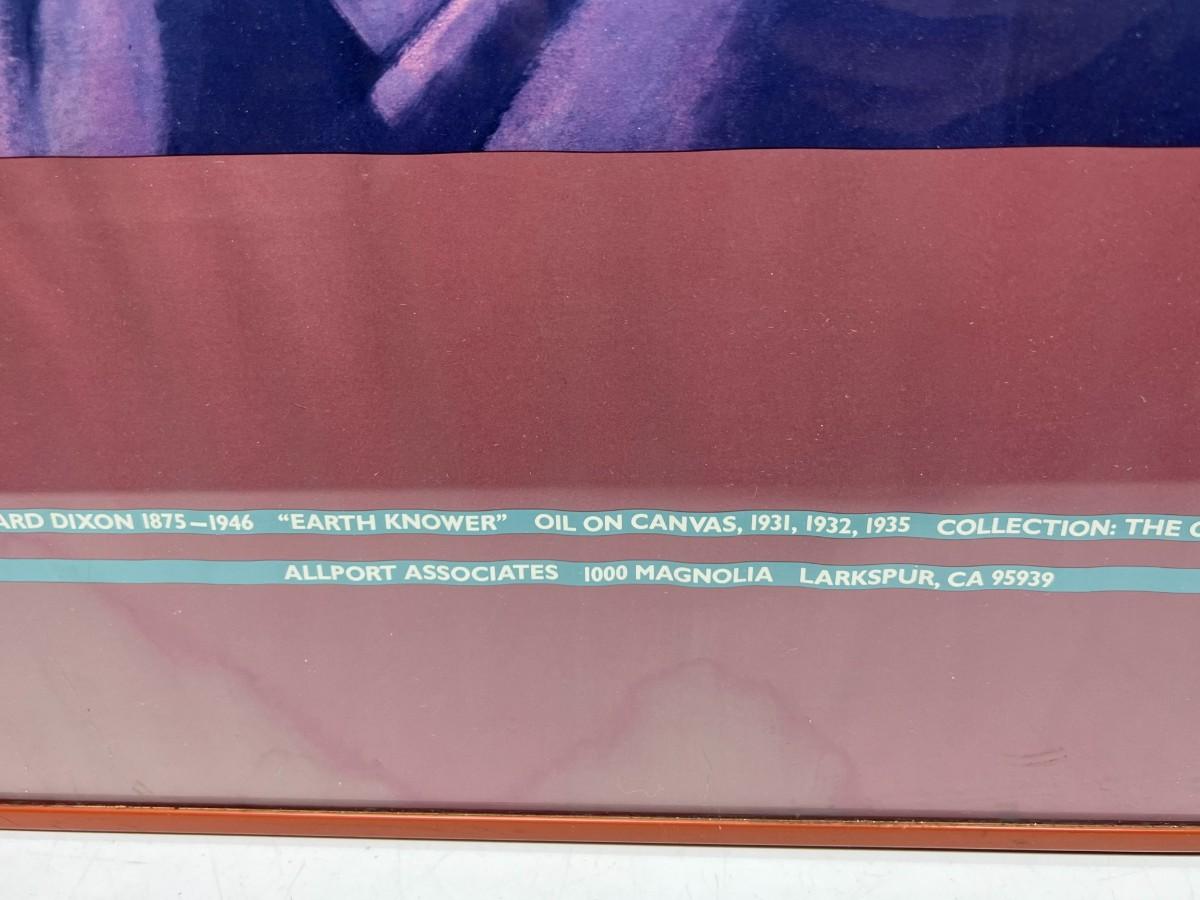 ARD DIXON 1875–1946 “EARTH KNOWER” OIL ON CANVAS, 1931, 1932, 1935 COLLECTION: THE
ALLPORT ASSOCIATES 1000 MAGNOLIA LARKSPUR, CA 95939